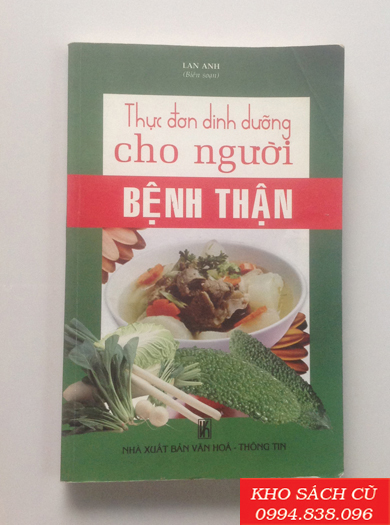 LAN ANH
(Biên soạn)
Thực đơn dinh dưỡng
cho người
BỆNH THẬN
NHÀ XUẤT BẢN VĂN HOÁ - THÔNG TIN
KHO SÁCH CŨ
0994.838.096